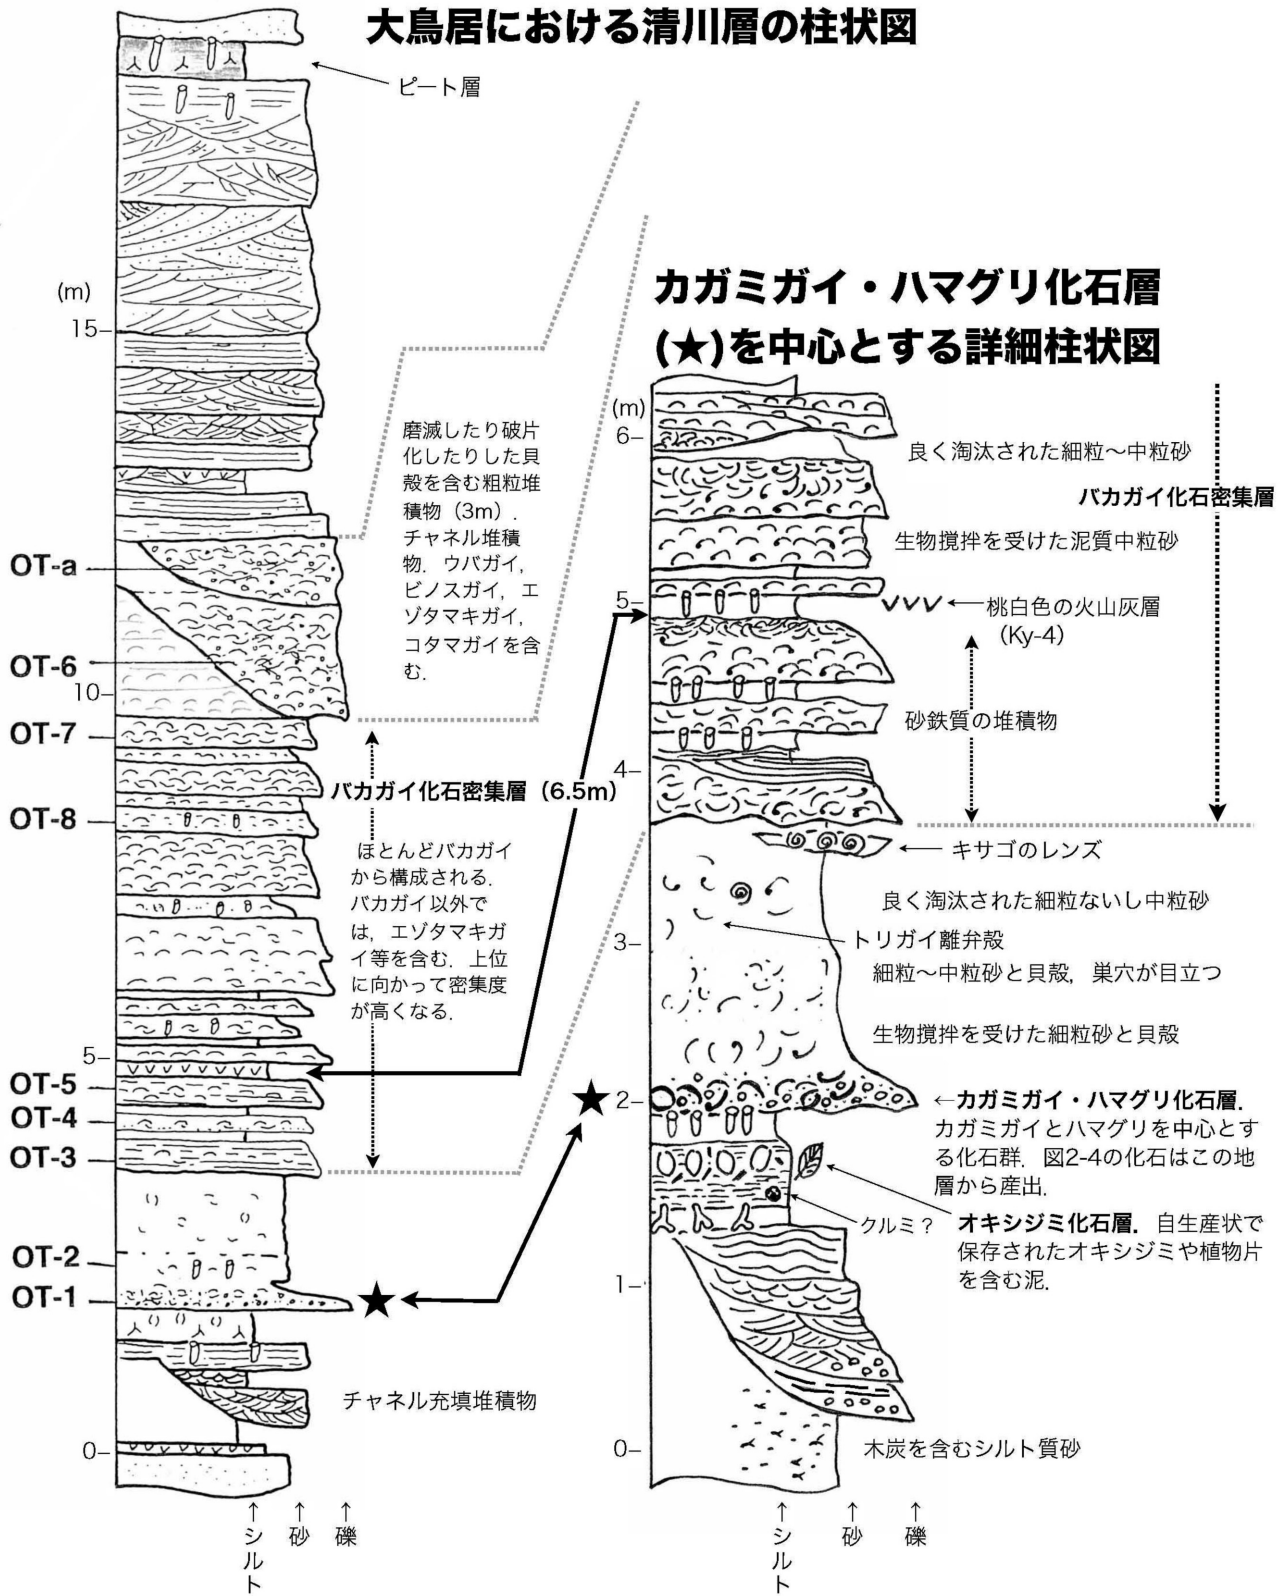 大鳥居における清川層の柱状図
ピート層
(m)
15
磨滅したり破片
化したりした貝
殻を含む粗粒堆
積物（3m）.
チャネル堆積
物．ウバガイ，
ビノスガイ，エ
ゾタマキガイ，
コタマガイを含
む．
OT-a
OT-6
10
OT-7
バカガイ化石密集層（6.5m）
OT-8
ほとんどバカガイ
から構成される．
バカガイ以外で
は，エゾタマキガ
イ等を含む．上位
に向かって密集度
が高くなる．
5
OT-5
OT-4
OT-3
OT-2
OT-1
★
チャネル充填堆積物
0
↑シルト
↑砂
↑礫
カガミガイ・ハマグリ化石層
(★)を中心とする詳細柱状図
(m)
6
良く淘汰された細粒〜中粒砂
バカガイ化石密集層
生物撹拌を受けた泥質中粒砂
5
VVV←桃白色の火山灰層
（Ky-4）
砂鉄質の堆積物
4
キサゴのレンズ
良く淘汰された細粒ないし中粒砂
3
トリガイ離弁殻
細粒〜中粒砂と貝殻，巣穴が目立つ
生物撹拌を受けた細粒砂と貝殻
★
2
←カガミガイ・ハマグリ化石層．
カガミガイとハマグリを中心とす
る化石群．図2-4の化石はこの地
層から産出．
クルミ？
オキシジミ化石層．自生産状で
保存されたオキシジミや植物片
を含む泥．
1
0
木炭を含むシルト質砂
↑シルト
↑砂
↑礫